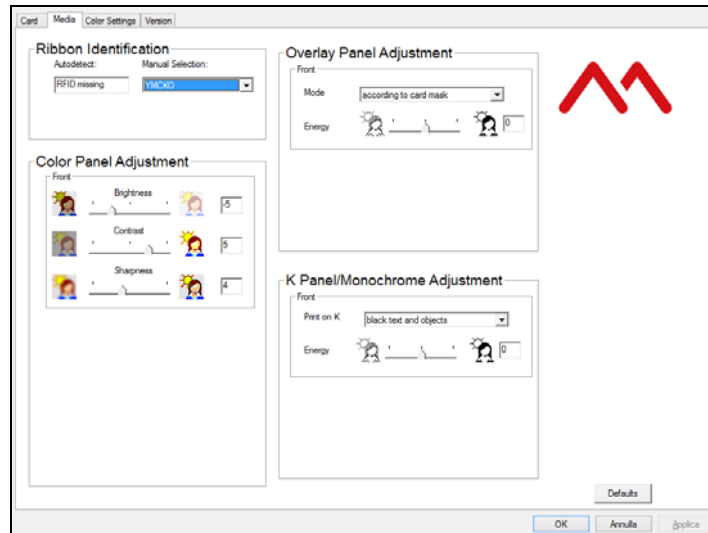 Card Media Color Settings Version
Ribbon Identification
Autodetect: Manual Selection:
RFID missing YMCKO
Color Panel Adjustment
Front
Brightness
-5
Contrast
5
Sharpness
4
Overlay Panel Adjustment
Front
Mode according to card mask
Energy 0
K Panel/Monochrome Adjustment
Front
Print on K black text and objects
Energy 0
Defaults
OK Annulla Applica